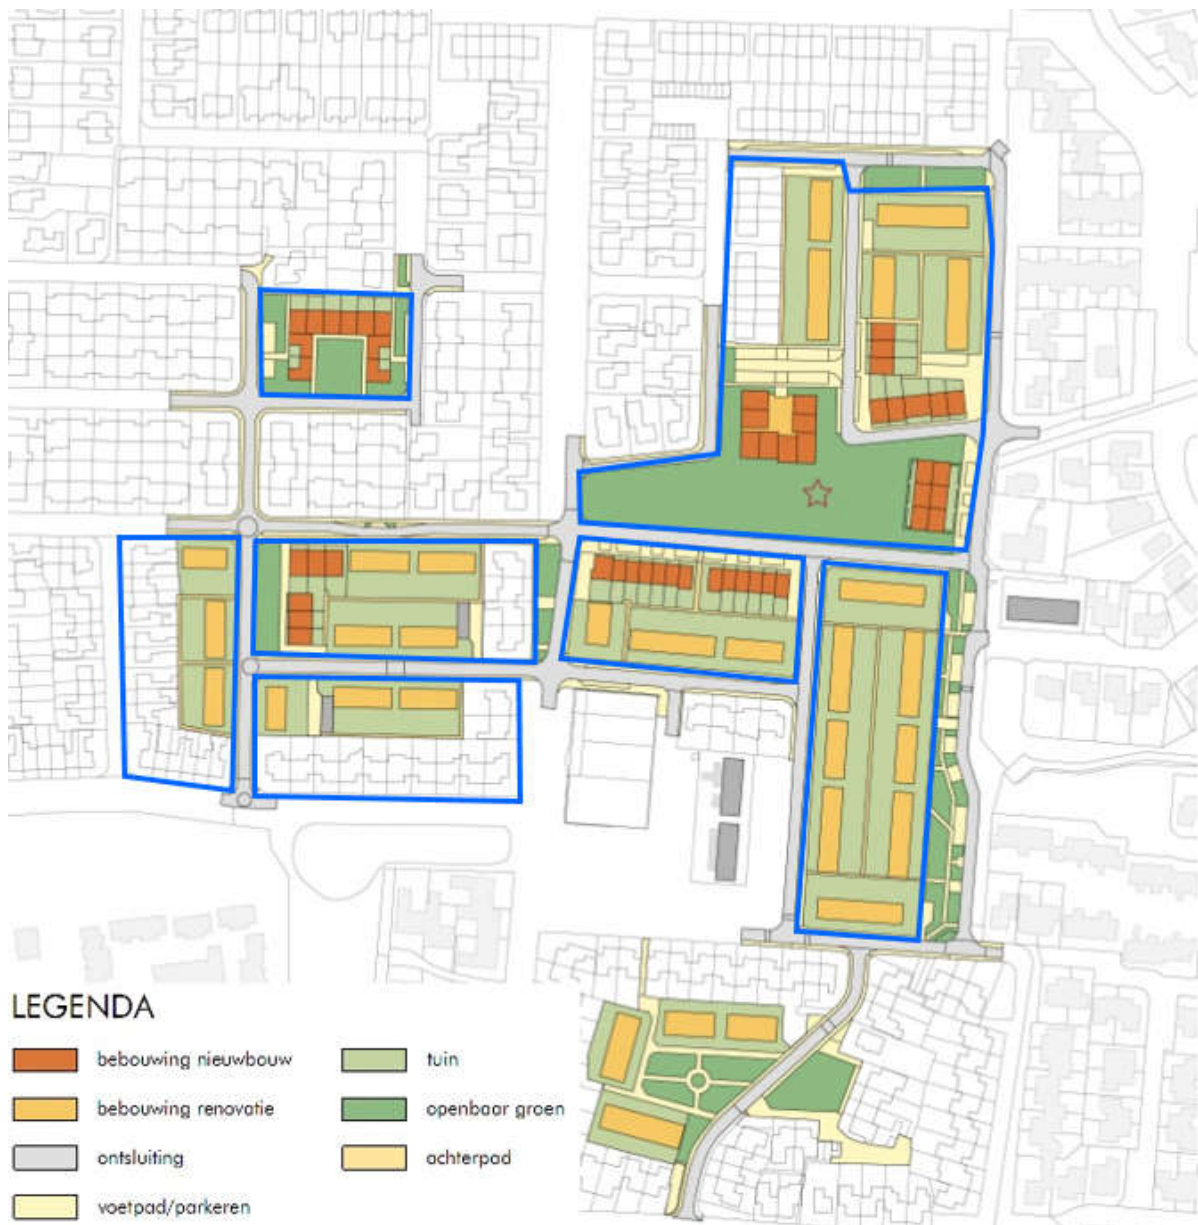 LEGENDA
bebouwing nieuwbouw
bebouwing renovatie
ontsluiting
voetpad/parkeren
tuin
openbaar groen
achterpad